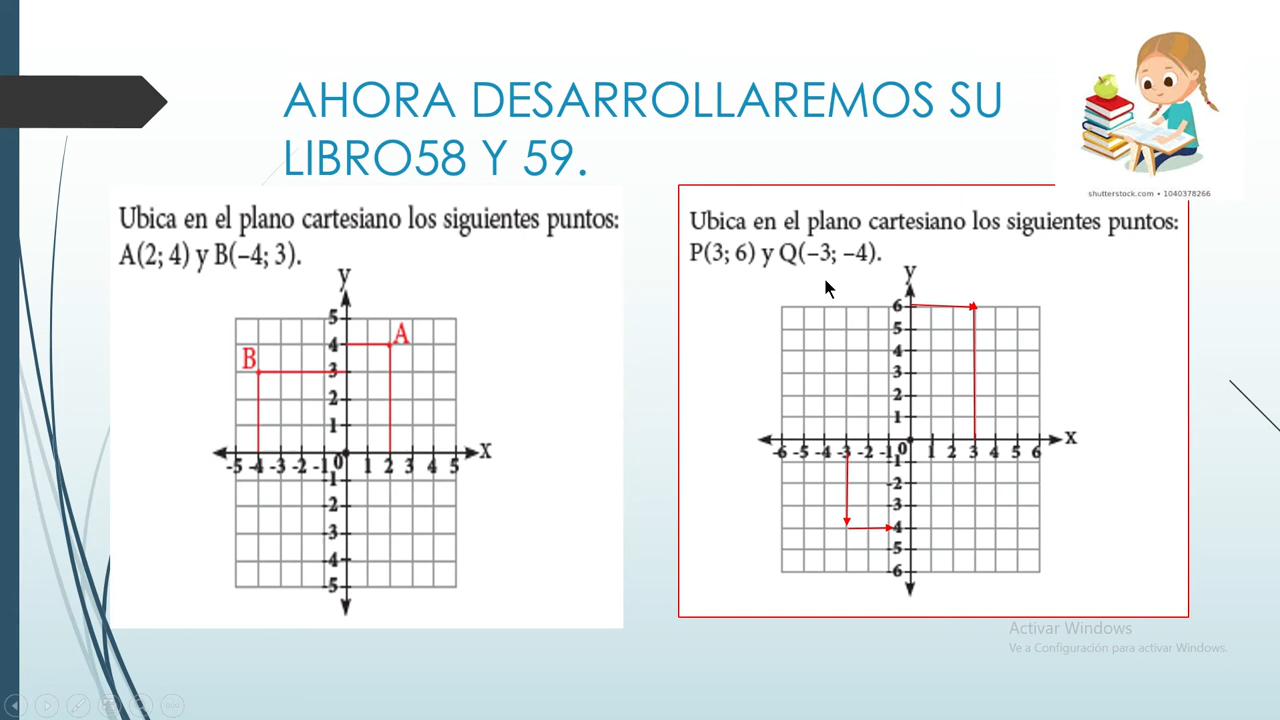 AHORA DESARROLLAREMOS SU
LIBRO58 Y 59.
shutterstock.com • 1040378266
Ubica en el plano cartesiano los siguientes puntos:
A(2; 4) y B(–4; 3).
y
5
4
3
2
1
A
B
-5 -4 -3 -2 -1 0 1 2 3 4 5 x
-1
-2
-3
-4
-5
Ubica en el plano cartesiano los siguientes puntos:
P(3; 6) y Q(–3; –4).
y
6
5
4
3
2
1
-6 -5 -4 -3 -2 -1 0 1 2 3 4 5 6 x
-1
-2
-3
-4
-5
-6
Activar Windows
Ve a Configuración para activar Windows.